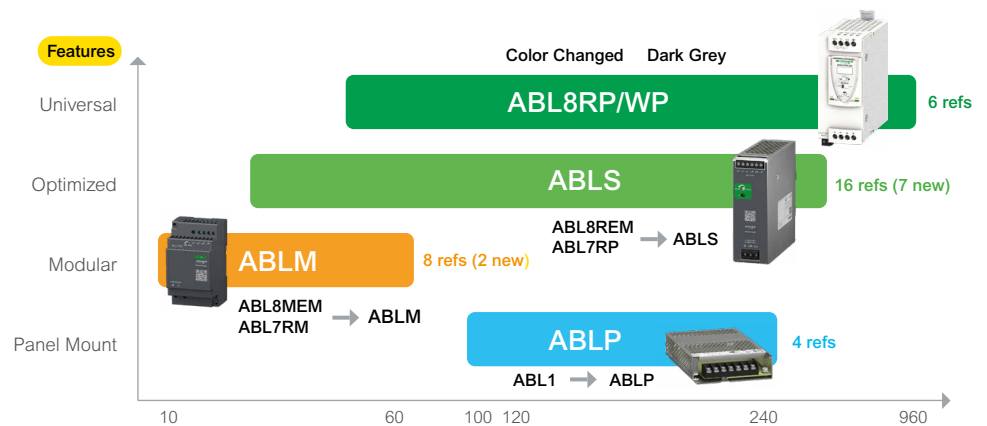 Features
Color Changed Dark Grey
Universal
ABL8RP/WP
6 refs
Optimized
ABLS
16 refs (7 new)
ABL8REM
ABL7RP
ABLS
Modular
ABLM
8 refs (2 new)
ABL8MEM
ABL7RM
ABLM
Panel Mount
ABLP
4 refs
ABL1
ABLP
10 60 100 120 240 960